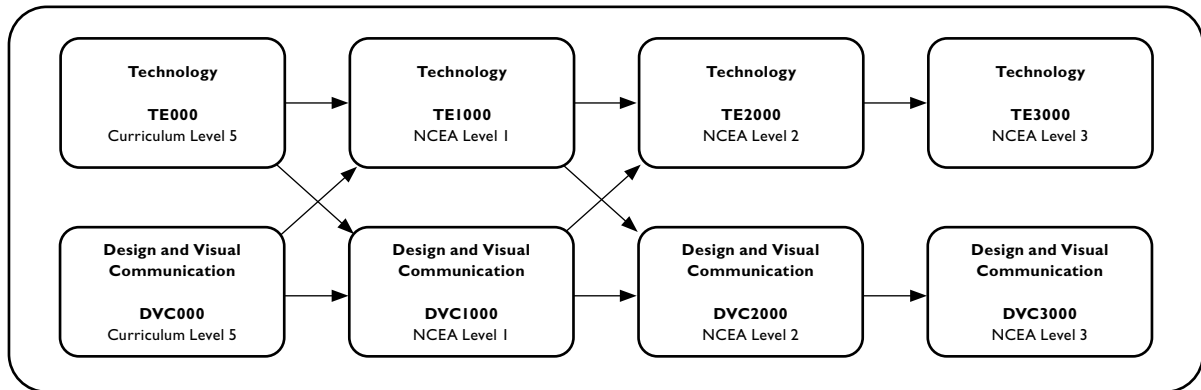 Technology
TE000
Curriculum Level 5
Technology
TE1000
NCEA Level 1
Technology
TE2000
NCEA Level 2
Technology
TE3000
NCEA Level 3
Design and Visual
Communication
DVC000
Curriculum Level 5
Design and Visual
Communication
DVC1000
NCEA Level 1
Design and Visual
Communication
DVC2000
NCEA Level 2
Design and Visual
Communication
DVC3000
NCEA Level 3